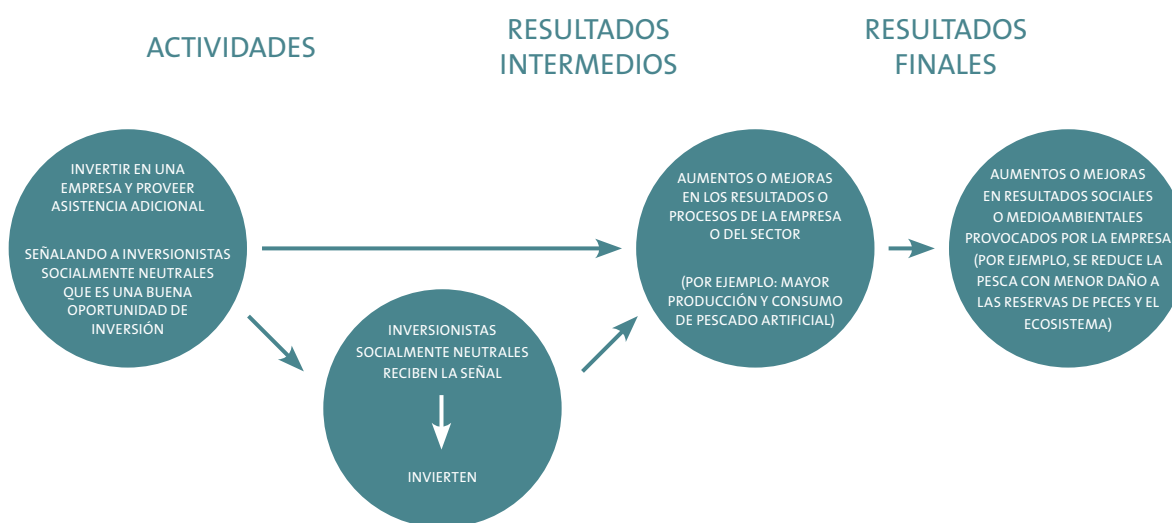 ACTIVIDADES
RESULTADOS
INTERMEDIOS
RESULTADOS
FINALES
INVERTIR EN UNA
EMPRESA Y PROVEER
ASISTENCIA ADICIONAL
SEÑALANDO A INVERSIONISTAS
SOCIALMENTE NEUTRALES
QUE ES UNA BUENA
OPORTUNIDAD DE
INVERSIÓN
INVERSIONISTAS
SOCIALMENTE NEUTRALES
RECIBEN LA SEÑAL
INVIERTEN
AUMENTOS O MEJORAS
EN LOS RESULTADOS O
PROCESOS DE LA EMPRESA
O DEL SECTOR
(POR EJEMPLO: MAYOR
PRODUCCIÓN Y CONSUMO
DE PESCADO ARTIFICIAL)
AUMENTOS O MEJORAS
EN RESULTADOS SOCIALES
O MEDIOAMBIENTALES
PROVOCADOS POR LA EMPRESA
(POR EJEMPLO, SE REDUCE LA
PESCA CON MENOR DAÑO A
LAS RESERVAS DE PECES Y EL
ECOSISTEMA)